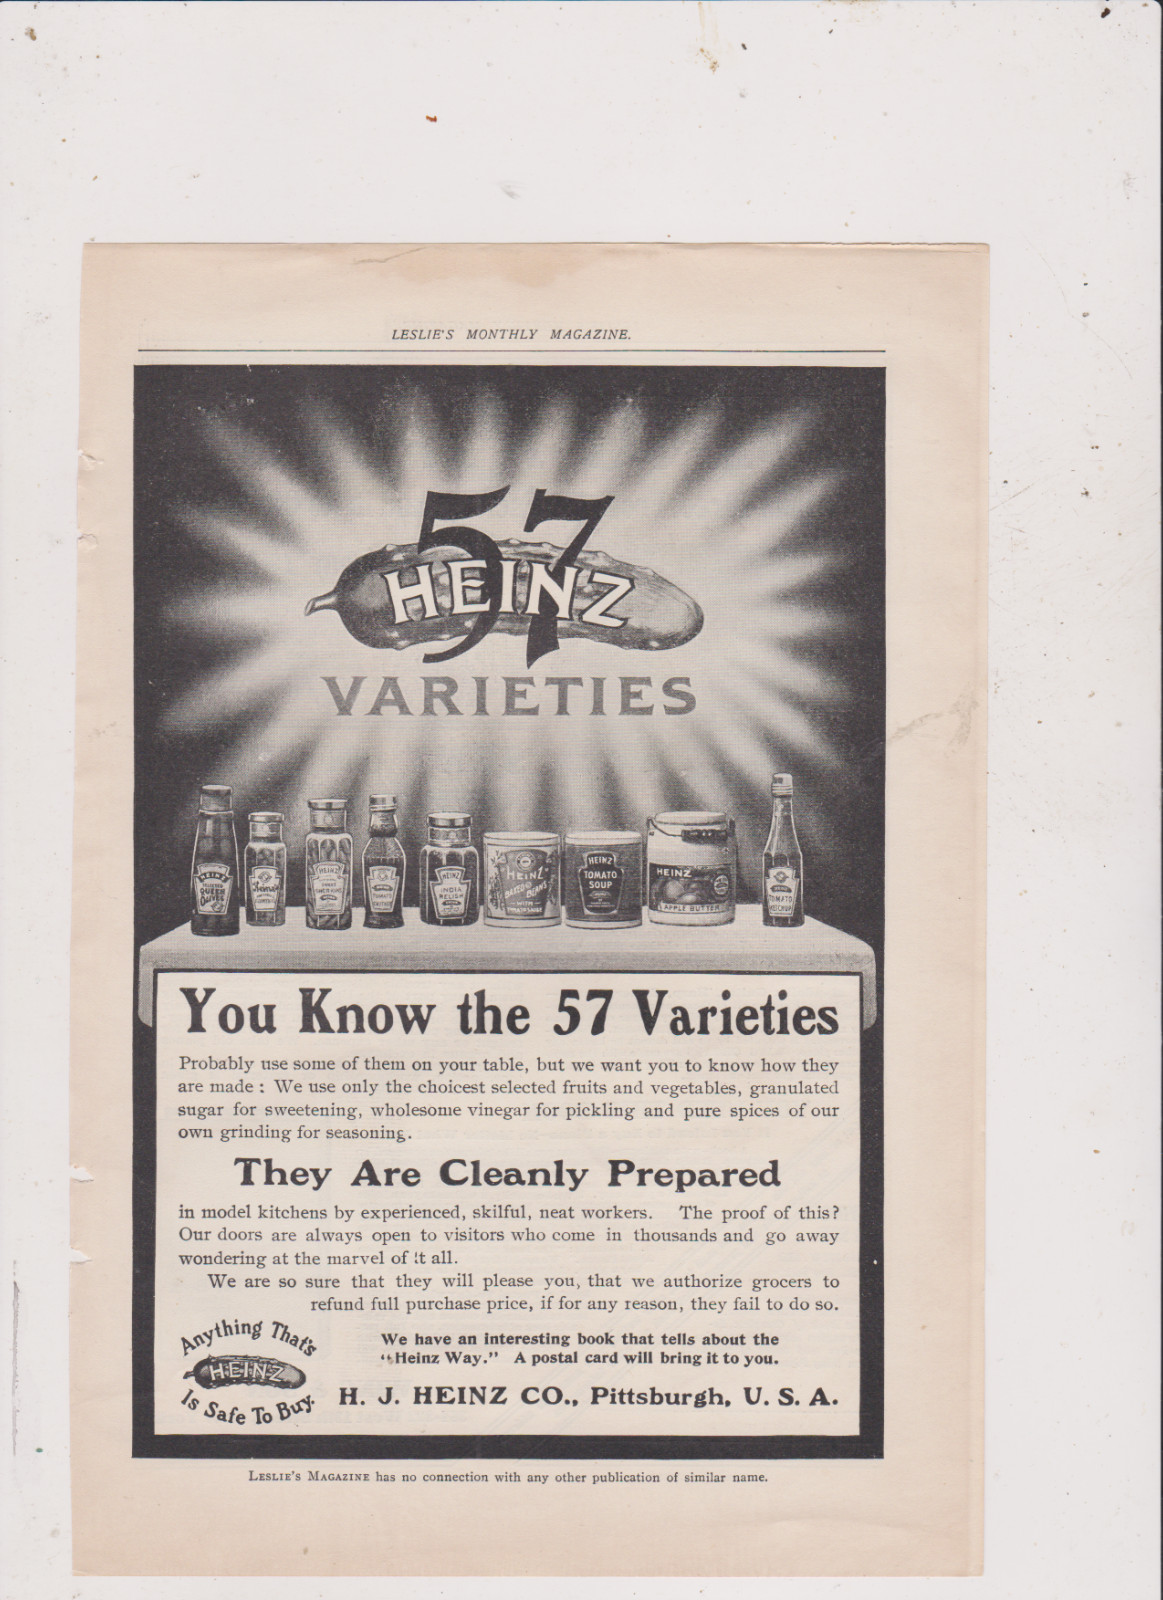 LESLIE'S MONTHLY MAGAZINE.
57
HEINZ
VARIETIES
HEINZ
QUEEN
OLIVES
Heinz
HEINZ
HEINZ
INDIA
RELISH
HEINZ
BAKED BEANS
WITH
TOMATO SAUCE
HEINZ
TOMATO
SOUP
HEINZ
APPLE BUTTER
TOMATO
KETCHUP
You Know the 57 Varieties
Probably use some of them on your table, but we want you to know how they
are made : We use only the choicest selected fruits and vegetables, granulated
sugar for sweetening, wholesome vinegar for pickling and pure spices of our
own grinding for seasoning.
They Are Cleanly Prepared
in model kitchens by experienced, skilful, neat workers. The proof of this?
Our doors are always open to visitors who come in thousands and go away
wondering at the marvel of it all.
We are so sure that they will please you, that we authorize grocers to
refund full purchase price, if for any reason, they fail to do so.
Anything That's
HEINZ
Is Safe To Buy.
We have an interesting book that tells about the
"Heinz Way." A postal card will bring it to you.
H. J. HEINZ CO., Pittsburgh, U. S. A.
LESLIE'S MAGAZINE has no connection with any other publication of similar name.